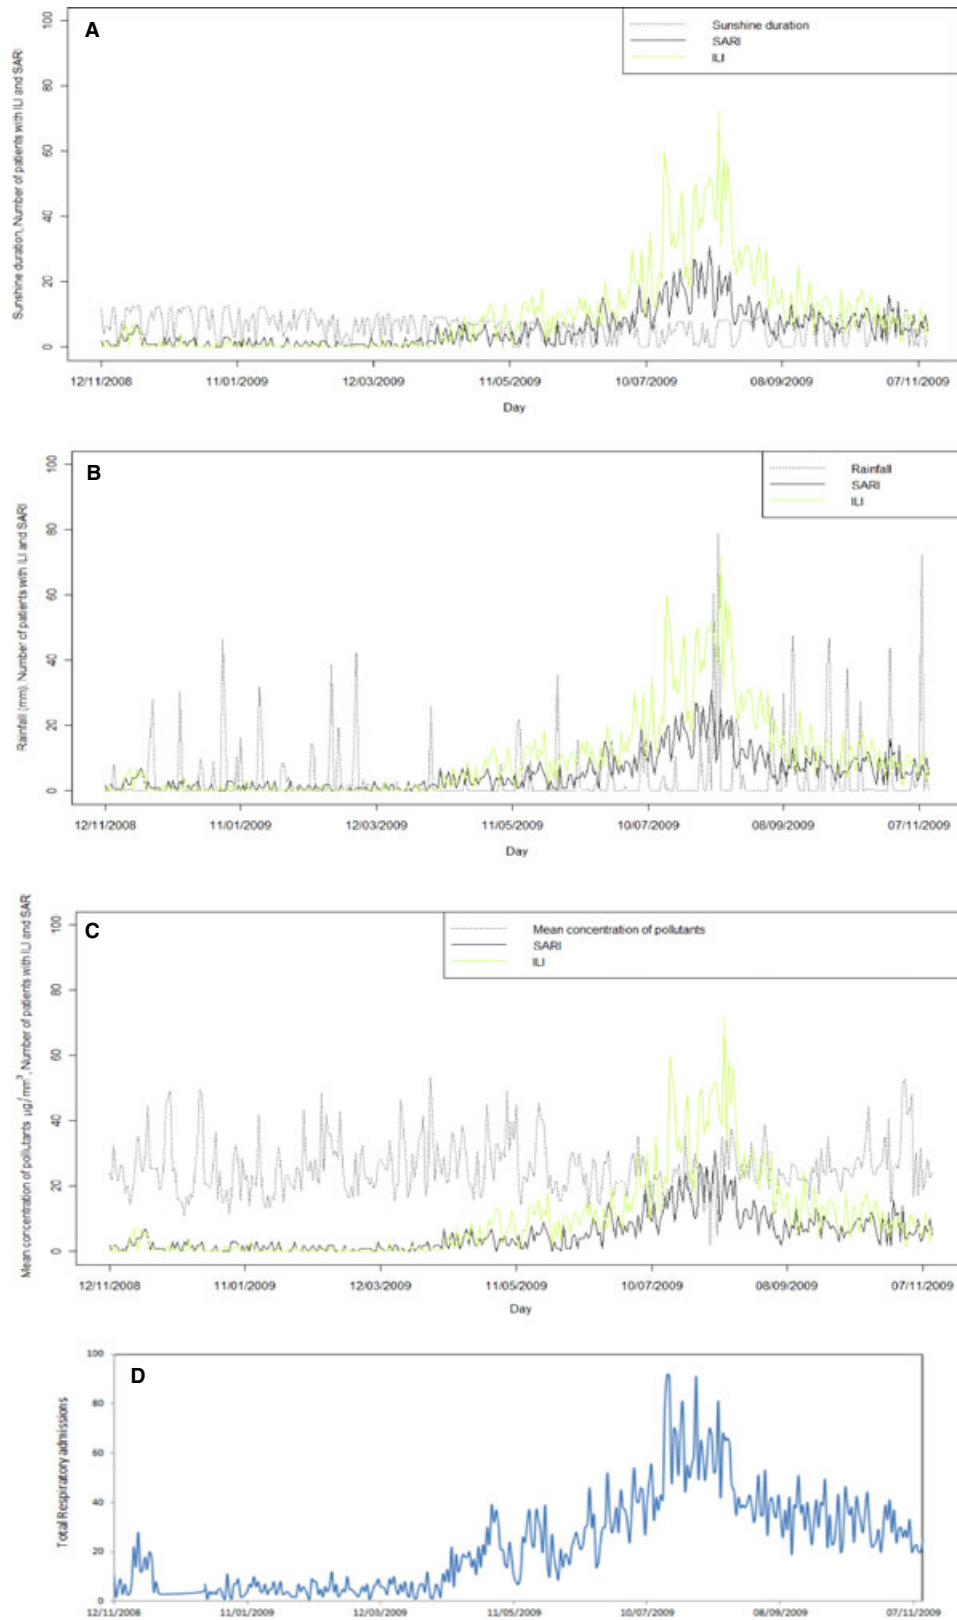 A
Sunshine duration
SARI
ILI
Sunshine duration, Number of patients with ILI and SARI
0
20
40
60
80
100
12/11/2008
11/01/2009
12/03/2009
11/05/2009
10/07/2009
08/09/2009
07/11/2009
Day
B
Rainfall
SARI
ILI
Rainfall (mm), Number of patients with ILI and SARI
0
20
40
60
80
100
12/11/2008
11/01/2009
12/03/2009
11/05/2009
10/07/2009
08/09/2009
07/11/2009
Day
C
Mean concentration of pollutants
SARI
ILI
Mean concentration of pollutants µg/mm³, Number of patients with ILI and SAR
0
20
40
60
80
100
12/11/2008
11/01/2009
12/03/2009
11/05/2009
10/07/2009
08/09/2009
07/11/2009
Day
D
Total Respiratory admissions
100
80
60
40
20
0
12/11/2008
11/01/2009
12/03/2009
11/05/2009
10/07/2009
08/09/2009
07/11/2009